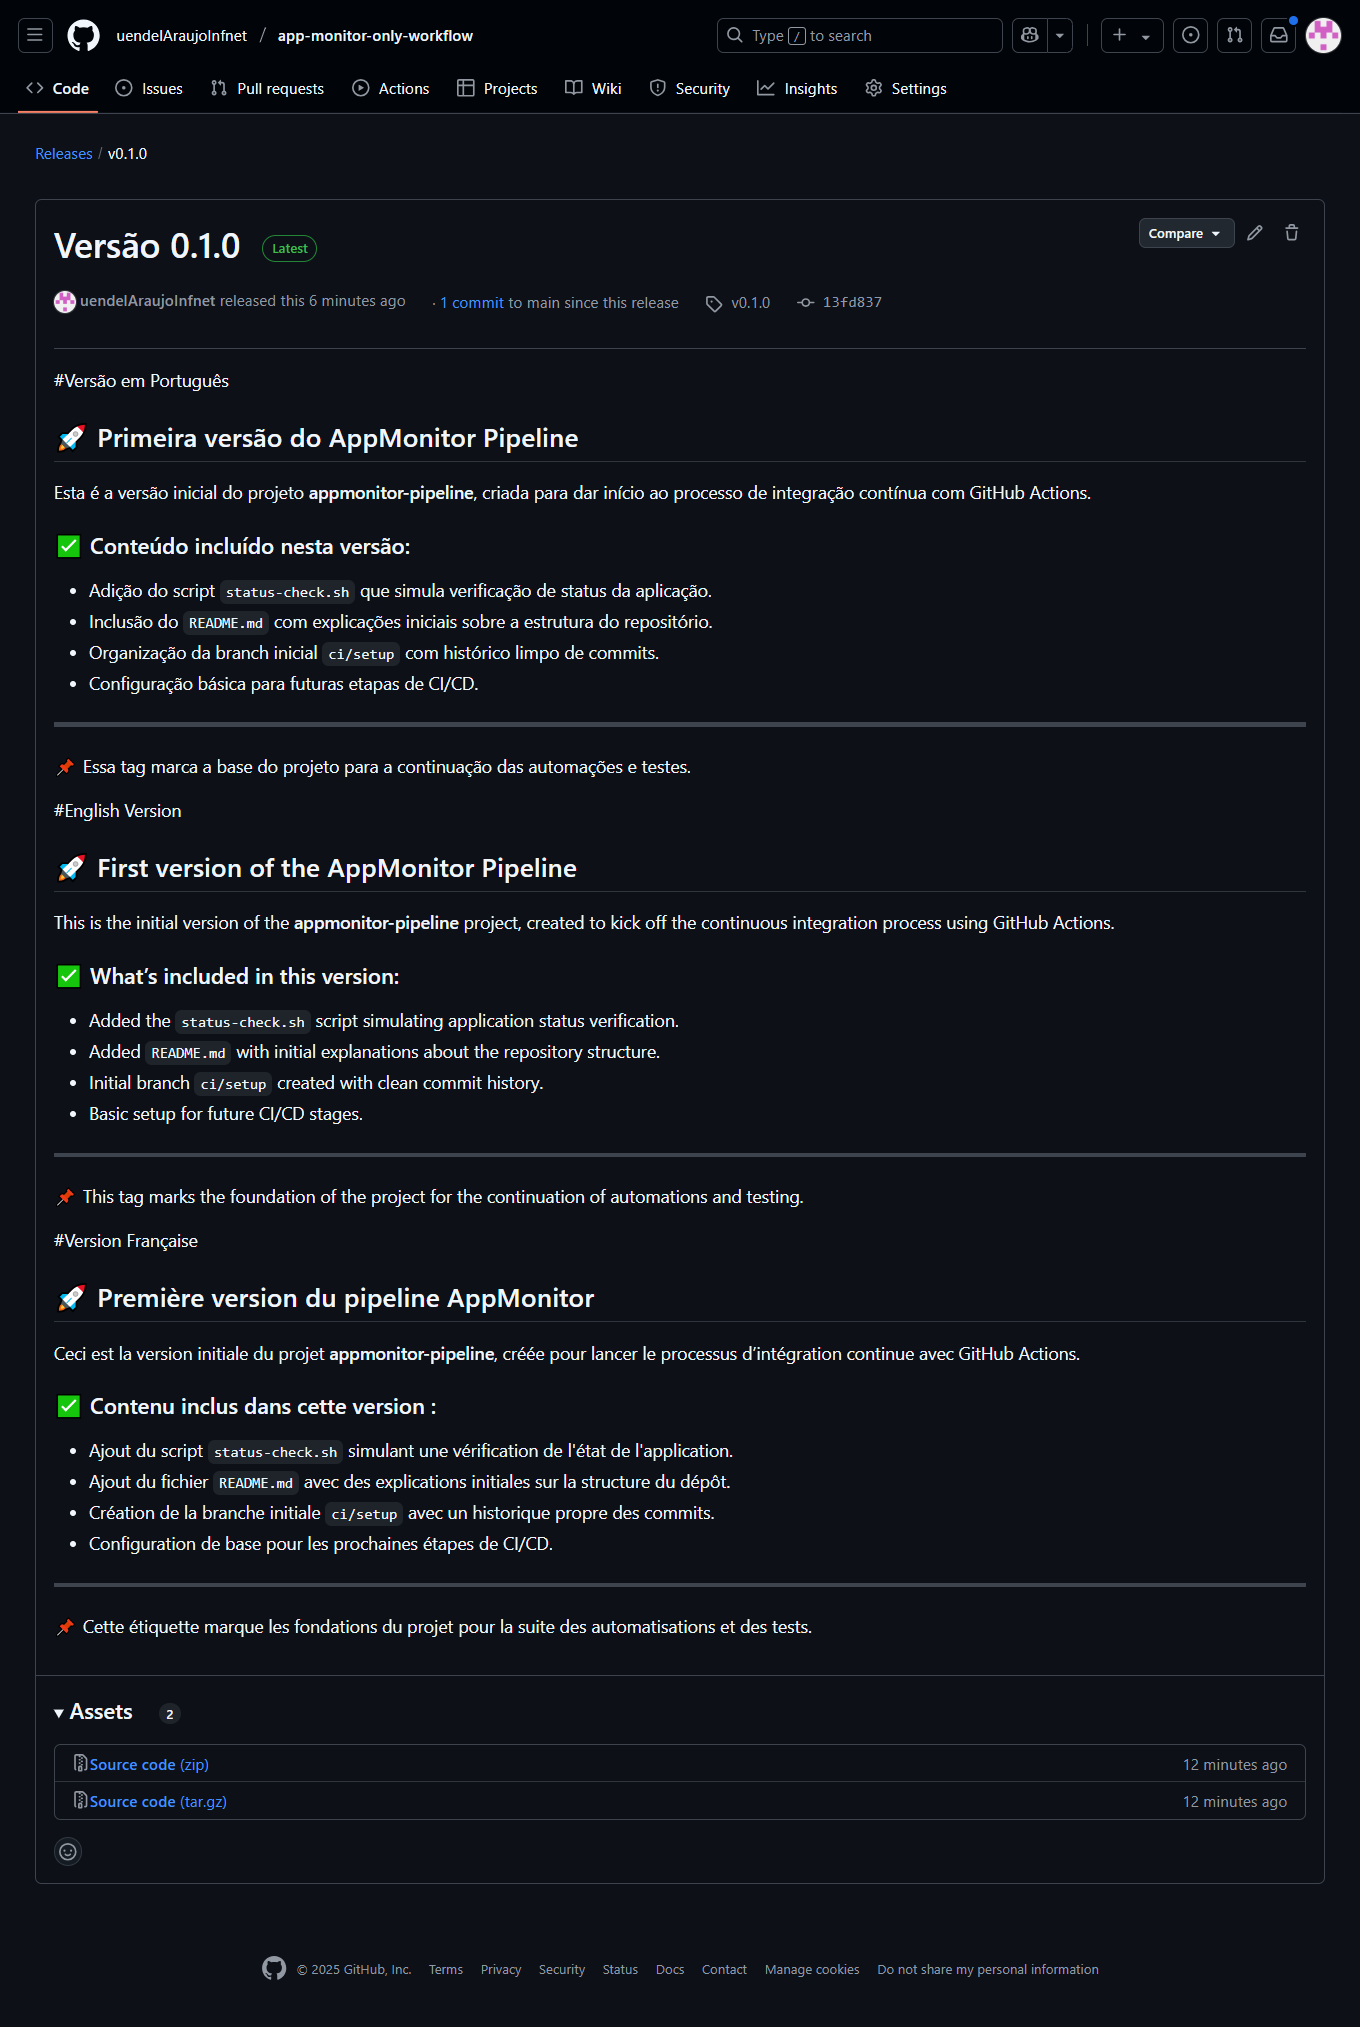 uendelAraujoInfnet / app-monitor-only-workflow
Type / to search
Code
Issues
Pull requests
Actions
Projects
Wiki
Security
Insights
Settings
Releases / v0.1.0
Versão 0.1.0 Latest
Compare
uendelAraujoInfnet released this 6 minutes ago · 1 commit to main since this release v0.1.0 13fd837
#Versão em Português
🚀 Primeira versão do AppMonitor Pipeline
Esta é a versão inicial do projeto appmonitor-pipeline, criada para dar início ao processo de integração contínua com GitHub Actions.
✅ Conteúdo incluído nesta versão:
• Adição do script status-check.sh que simula verificação de status da aplicação.
• Inclusão do README.md com explicações iniciais sobre a estrutura do repositório.
• Organização da branch inicial ci/setup com histórico limpo de commits.
• Configuração básica para futuras etapas de CI/CD.
📌 Essa tag marca a base do projeto para a continuação das automações e testes.
#English Version
🚀 First version of the AppMonitor Pipeline
This is the initial version of the appmonitor-pipeline project, created to kick off the continuous integration process using GitHub Actions.
✅ What’s included in this version:
• Added the status-check.sh script simulating application status verification.
• Added README.md with initial explanations about the repository structure.
• Initial branch ci/setup created with clean commit history.
• Basic setup for future CI/CD stages.
📌 This tag marks the foundation of the project for the continuation of automations and testing.
#Version Française
🚀 Première version du pipeline AppMonitor
Ceci est la version initiale du projet appmonitor-pipeline, créée pour lancer le processus d’intégration continue avec GitHub Actions.
✅ Contenu inclus dans cette version :
• Ajout du script status-check.sh simulant une vérification de l'état de l'application.
• Ajout du fichier README.md avec des explications initiales sur la structure du dépôt.
• Création de la branche initiale ci/setup avec un historique propre des commits.
• Configuration de base pour les prochaines étapes de CI/CD.
📌 Cette étiquette marque les fondations du projet pour la suite des automatisations et des tests.
Assets 2
Source code (zip) 12 minutes ago
Source code (tar.gz) 12 minutes ago
© 2025 GitHub, Inc. Terms Privacy Security Status Docs Contact Manage cookies Do not share my personal information